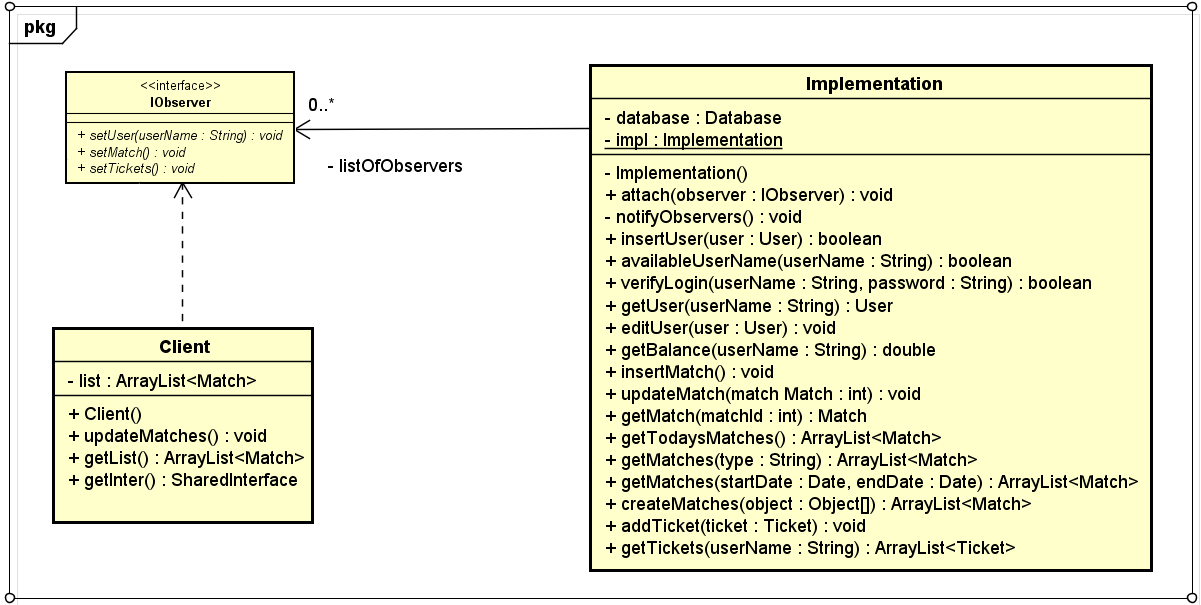 pkg
<<interface>>
IObserver
+ setUser(userName : String) : void
+ setMatch() : void
+ setTickets() : void
0..*
- listOfObservers
Implementation
- database : Database
- impl : Implementation
- Implementation()
+ attach(observer : IObserver) : void
- notifyObservers() : void
+ insertUser(user : User) : boolean
+ availableUserName(userName : String) : boolean
+ verifyLogin(userName : String, password : String) : boolean
+ getUser(userName : String) : User
+ editUser(user : User) : void
+ getBalance(userName : String) : double
+ insertMatch() : void
+ updateMatch(match Match : int) : void
+ getMatch(matchId : int) : Match
+ getTodaysMatches() : ArrayList<Match>
+ getMatches(type : String) : ArrayList<Match>
+ getMatches(startDate : Date, endDate : Date) : ArrayList<Match>
+ createMatches(object : Object[]) : ArrayList<Match>
+ addTicket(ticket : Ticket) : void
+ getTickets(userName : String) : ArrayList<Ticket>
Client
- list : ArrayList<Match>
+ Client()
+ updateMatches() : void
+ getList() : ArrayList<Match>
+ getInter() : SharedInterface